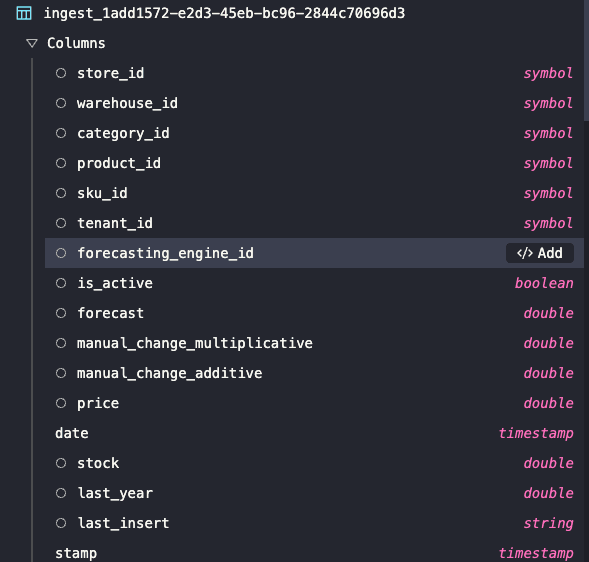 ingest_1add1572-e2d3-45eb-bc96-2844c70696d3
Columns
store_id symbol
warehouse_id symbol
category_id symbol
product_id symbol
sku_id symbol
tenant_id symbol
forecasting_engine_id </> Add
is_active boolean
forecast double
manual_change_multiplicative double
manual_change_additive double
price double
date timestamp
stock double
last_year double
last_insert string
stamp timestamp